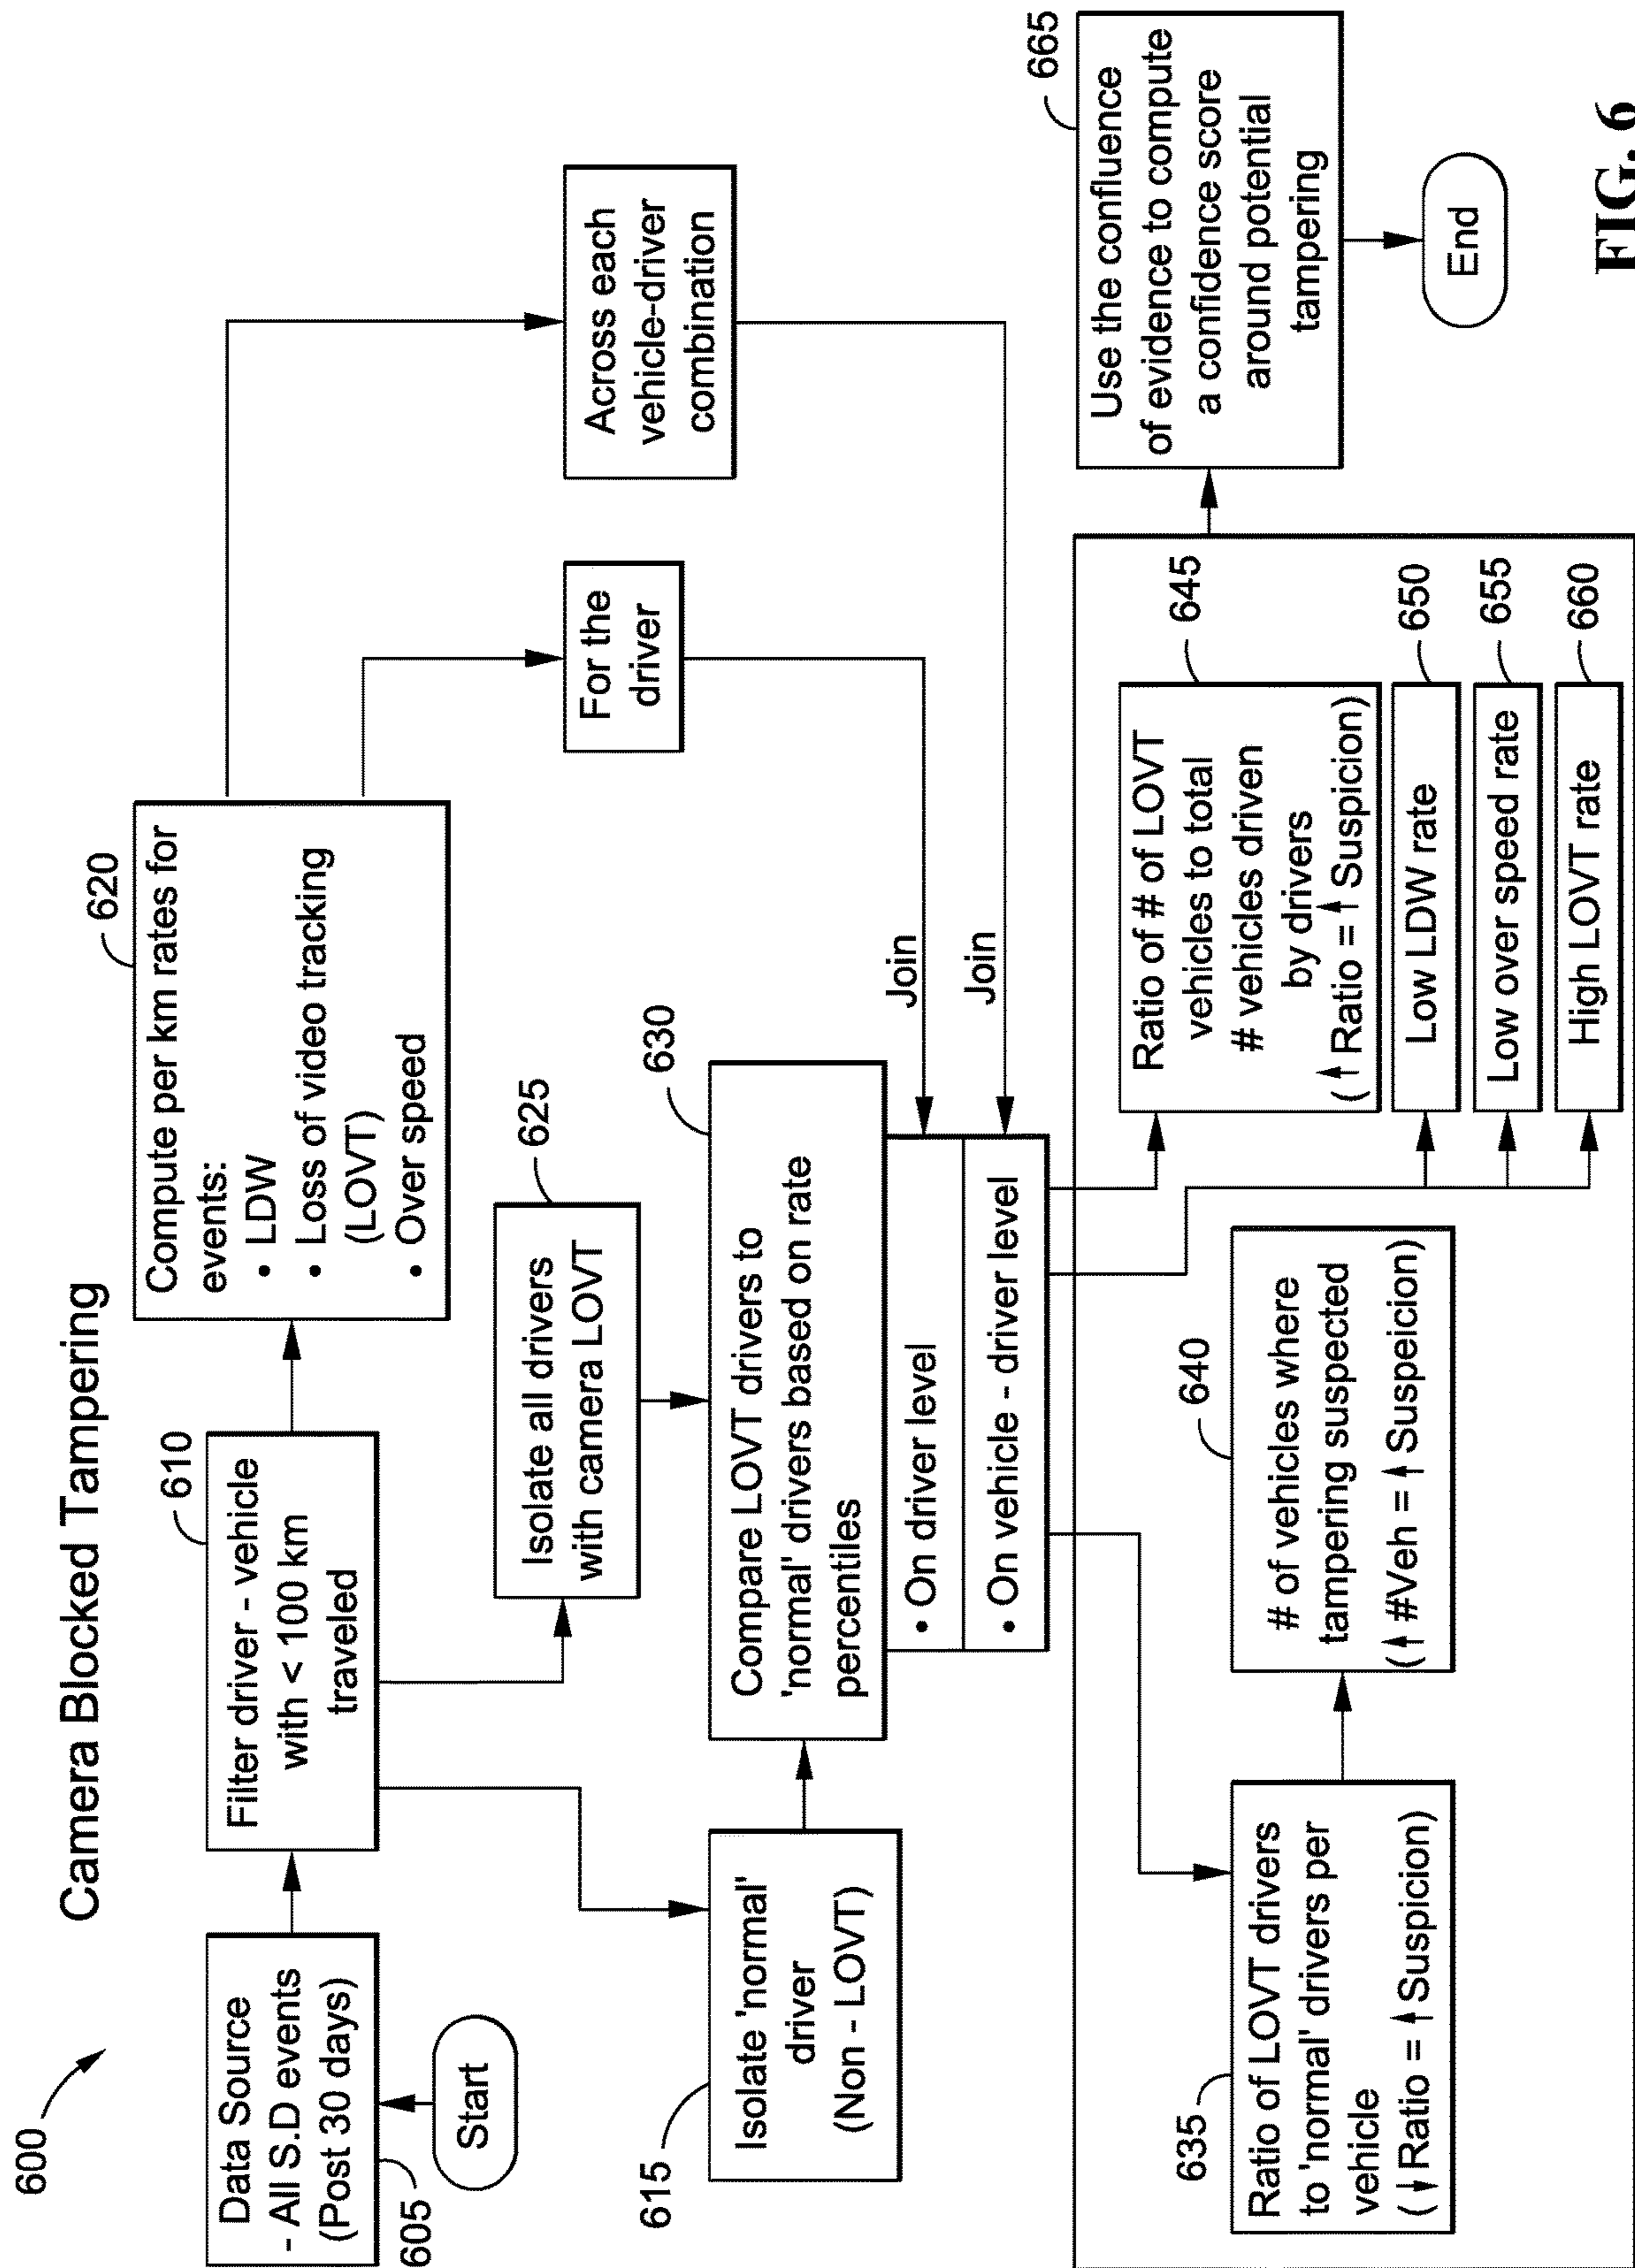 Camera Blocked Tampering
600
Data Source
- All S.D events
(Post 30 days)
605
Start
610
Filter driver - vehicle
with < 100 km
traveled
620
Compute per km rates for
events:
• LDW
• Loss of video tracking
(LOVT)
• Over speed
For the
driver
Across each
vehicle-driver
combination
615
Isolate 'normal'
driver
(Non - LOVT)
625
Isolate all drivers
with camera LOVT
630
Compare LOVT drivers to
'normal' drivers based on rate
percentiles
• On driver level
• On vehicle - driver level
Join
Join
635
Ratio of LOVT drivers
to 'normal' drivers per
vehicle
(↓ Ratio = ↑ Suspicion)
640
# of vehicles where
tampering suspected
(↑ #Veh = ↑ Suspeicion)
645
Ratio of # of LOVT
vehicles to total
# vehicles driven
by drivers
(↑ Ratio = ↑ Suspicion)
Low LDW rate
650
Low over speed rate
655
High LOVT rate
660
665
Use the confluence
of evidence to compute
a confidence score
around potential
tampering
End
FIG. 6